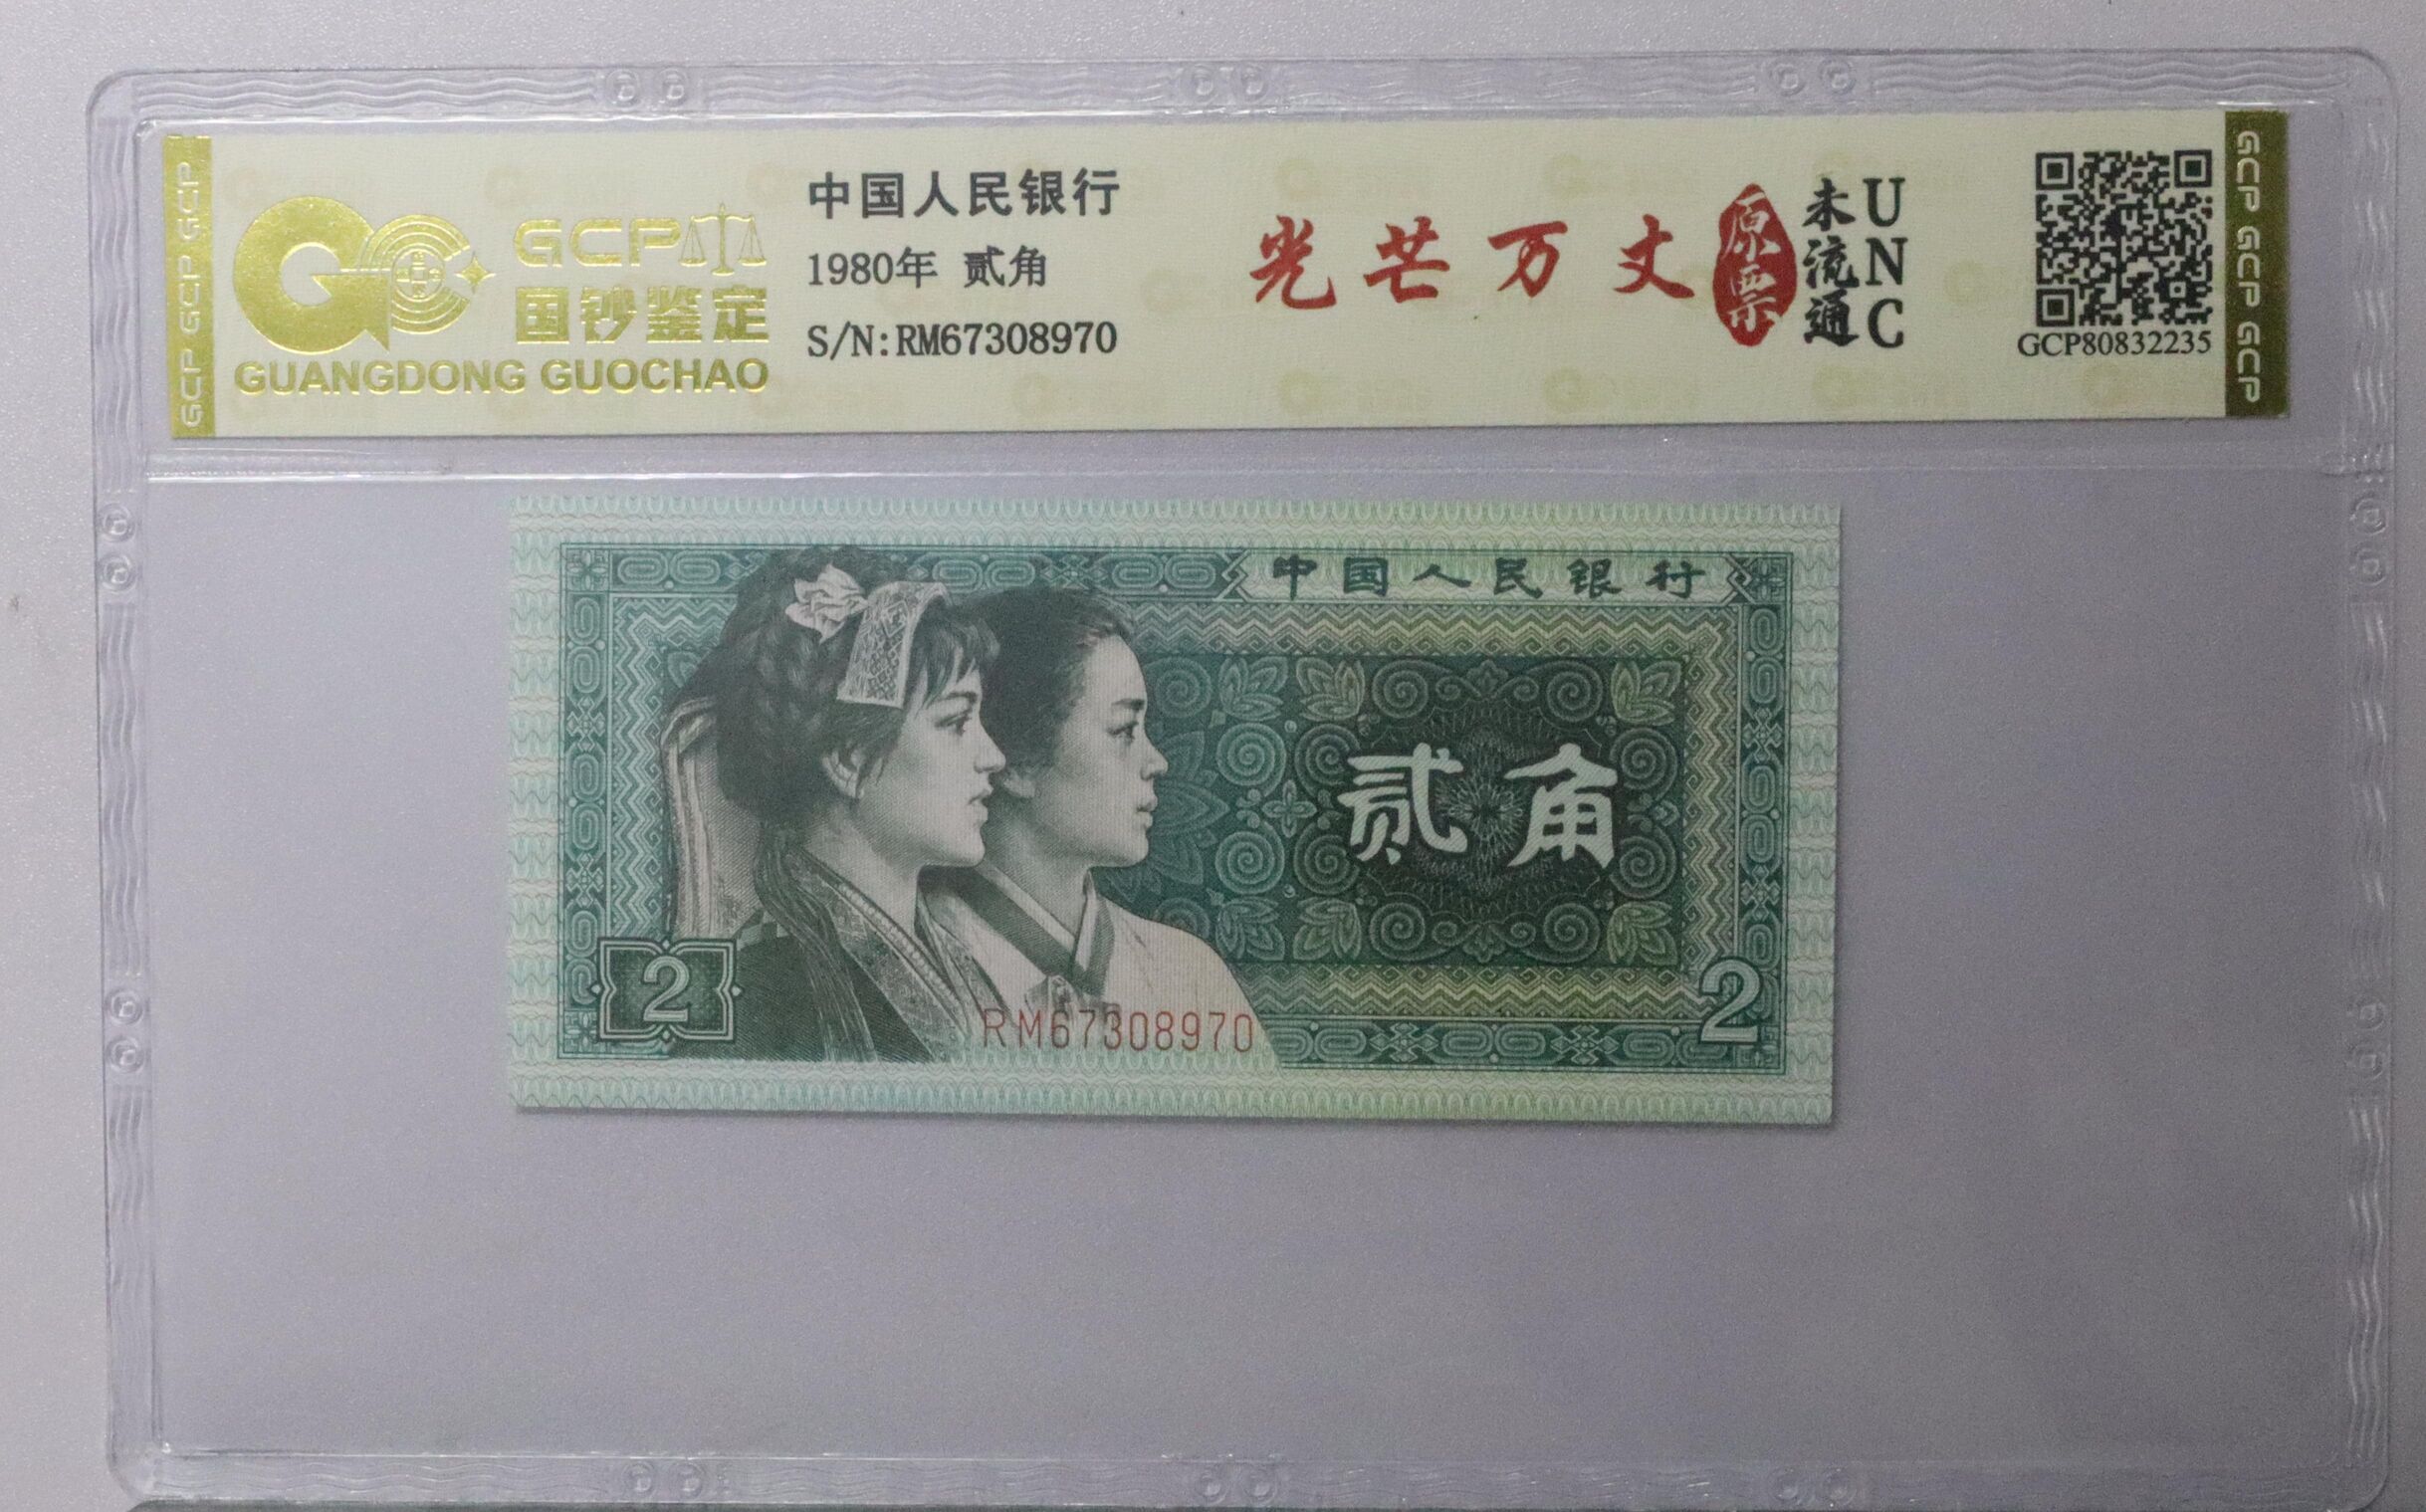 GCP GCP GCP
GCP
国钞鉴定
GUANGDONG GUOCHAO
中国人民银行
1980年 贰角
S/N:RM67308970
光芒万丈
原票
未流通
UNC
GCP80832235
GCP GCP GCP
中国人民银行
贰角
2
RM67308970
2